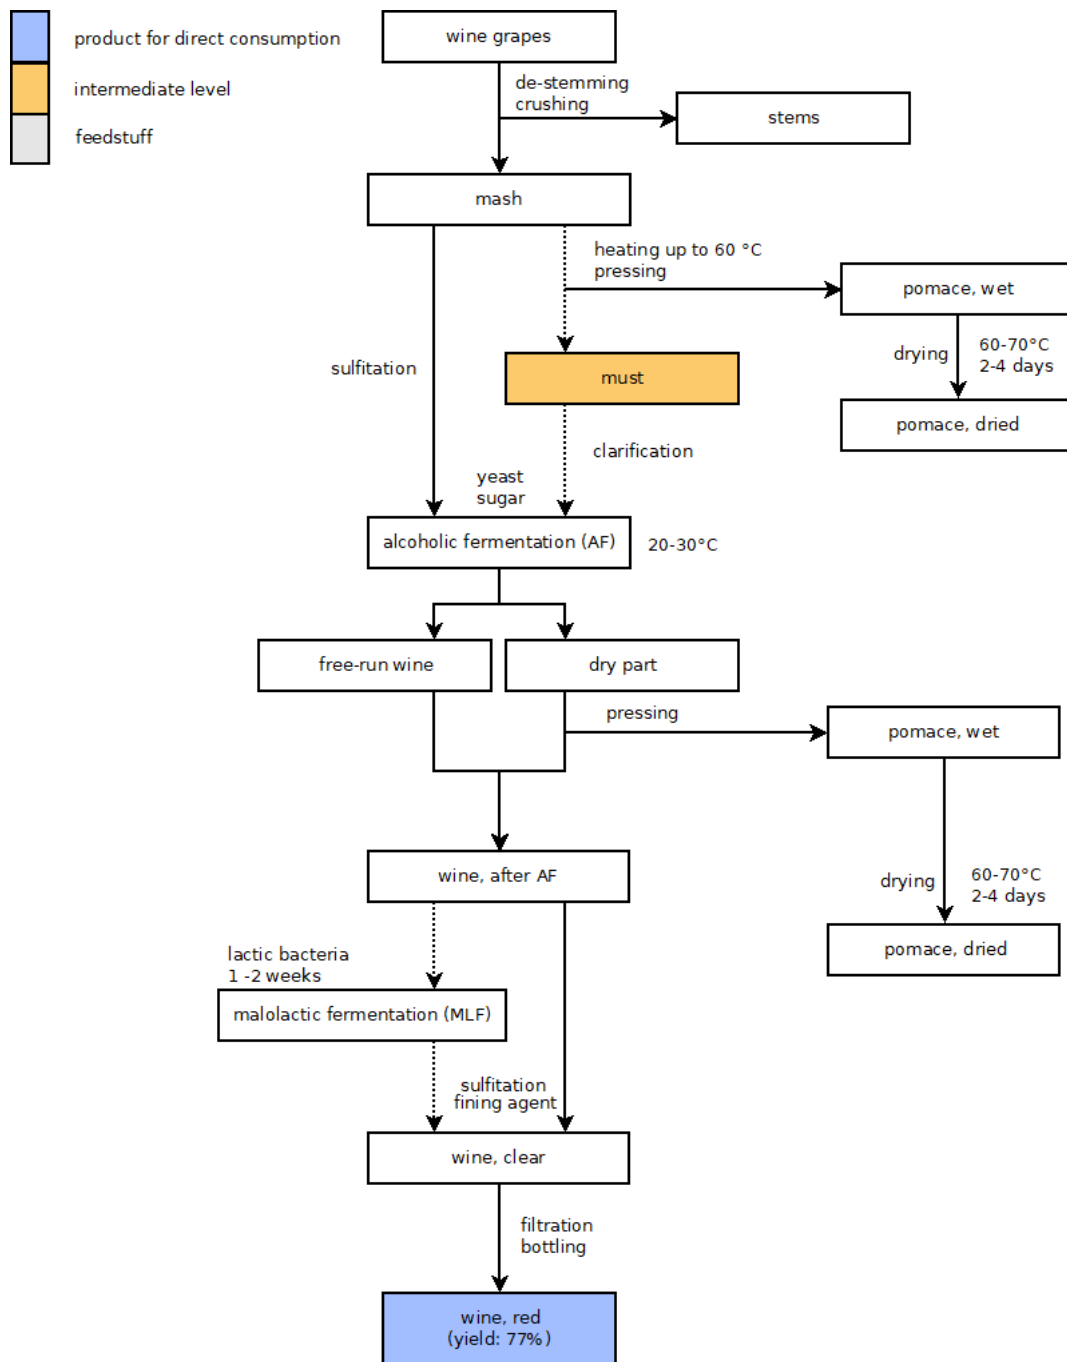 product for direct consumption
intermediate level
feedstuff
wine grapes
de-stemming
crushing
stems
mash
heating up to 60 °C
pressing
pomace, wet
drying
60-70°C
2-4 days
pomace, dried
sulfitation
must
clarification
yeast
sugar
alcoholic fermentation (AF)
20-30°C
free-run wine
dry part
pressing
pomace, wet
drying
60-70°C
2-4 days
pomace, dried
wine, after AF
lactic bacteria
1 -2 weeks
malolactic fermentation (MLF)
sulfitation
fining agent
wine, clear
filtration
bottling
wine, red
(yield: 77%)